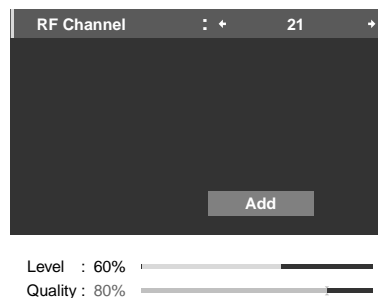 RF Channel : 21
Add
Level : 60%
Quality : 80%